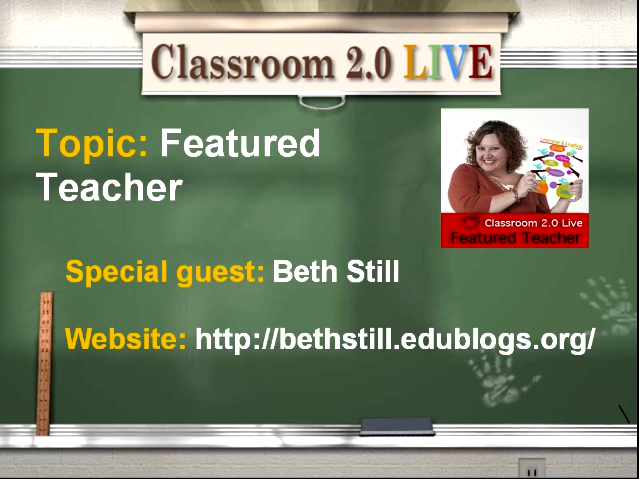 Classroom 2.0 LIVE
Topic: Featured
Teacher
Classroom 2.0 Live
Featured Teacher
Special guest: Beth Still
Website: http://bethstill.edublogs.org/